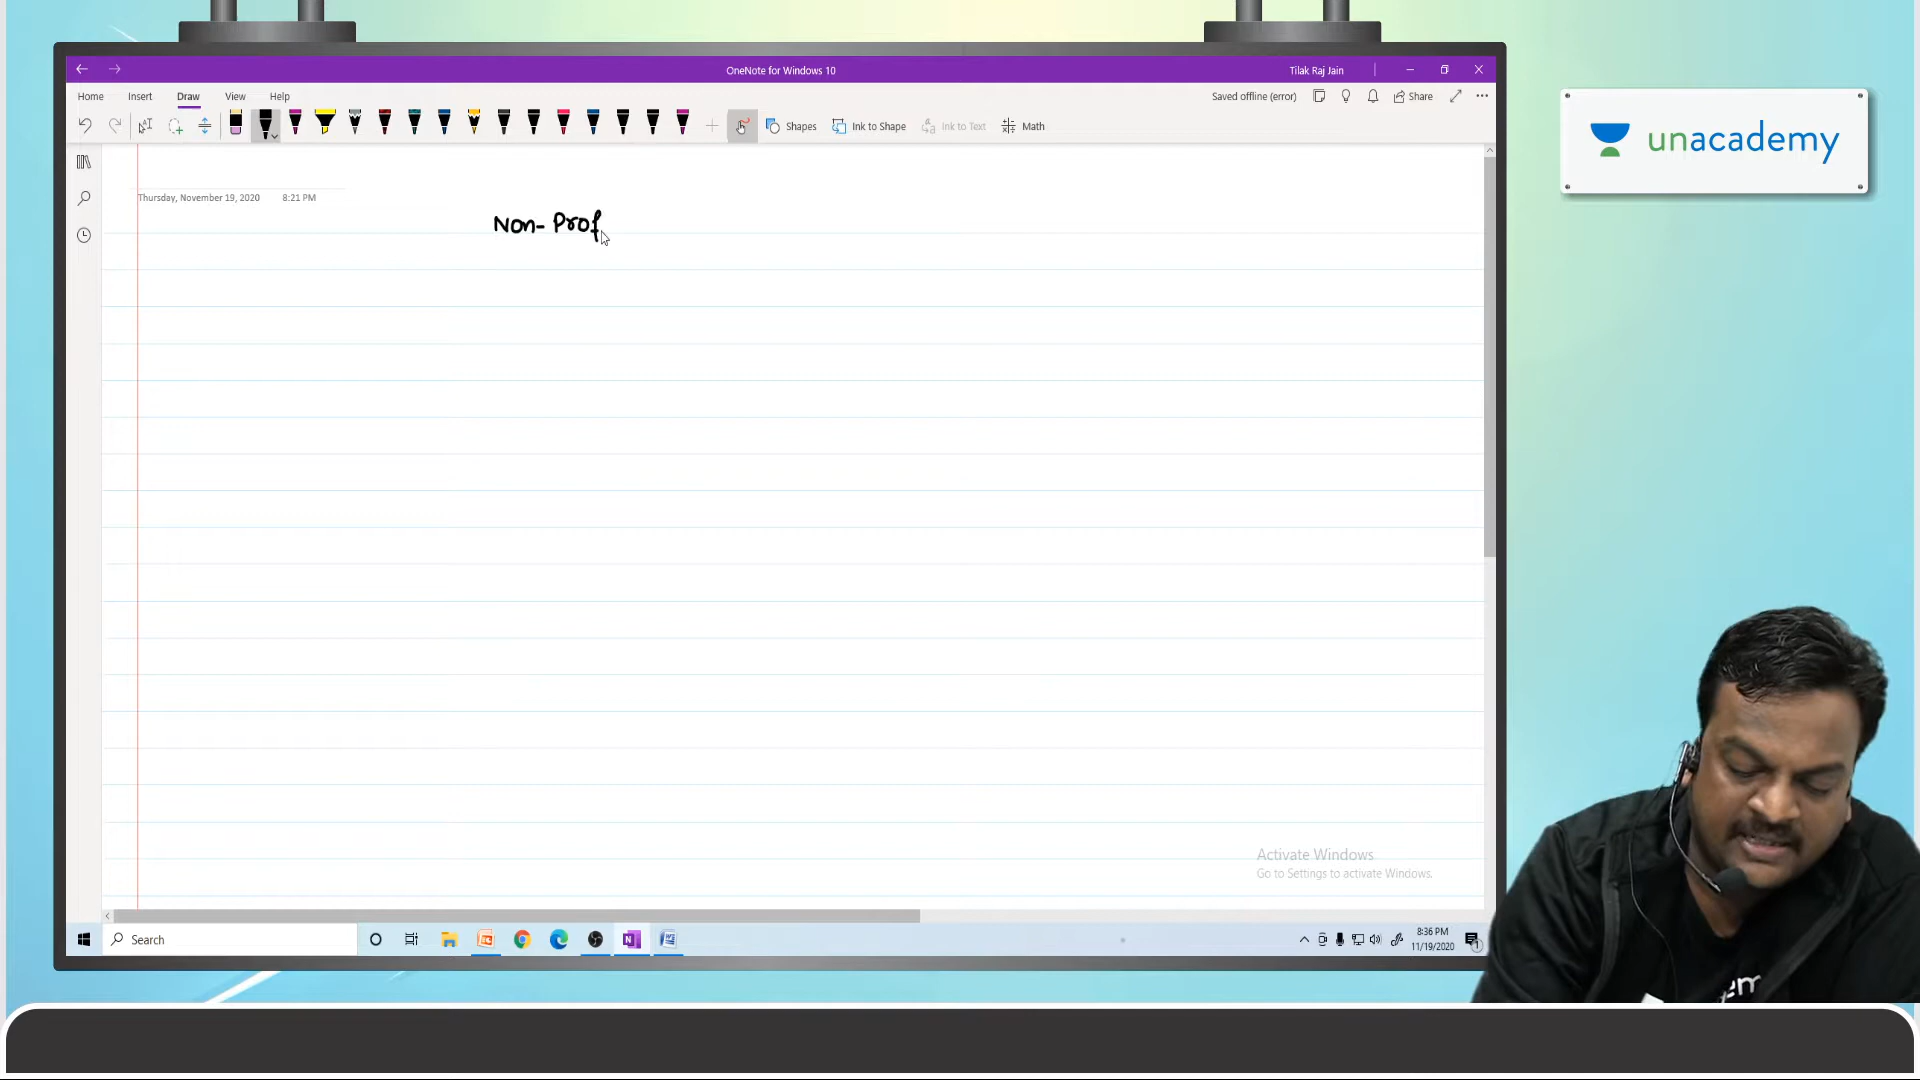 OneNote for Windows 10
Tilak Raj Jain
Home Insert Draw View Help
Saved offline (error) Share
Shapes Ink to Shape Ink to Text Math
Thursday, November 19, 2020 8:21 PM
Non- Prof
unacademy
Activate Windows
Go to Settings to activate Windows.
em
Search
8:36 PM
11/19/2020
1